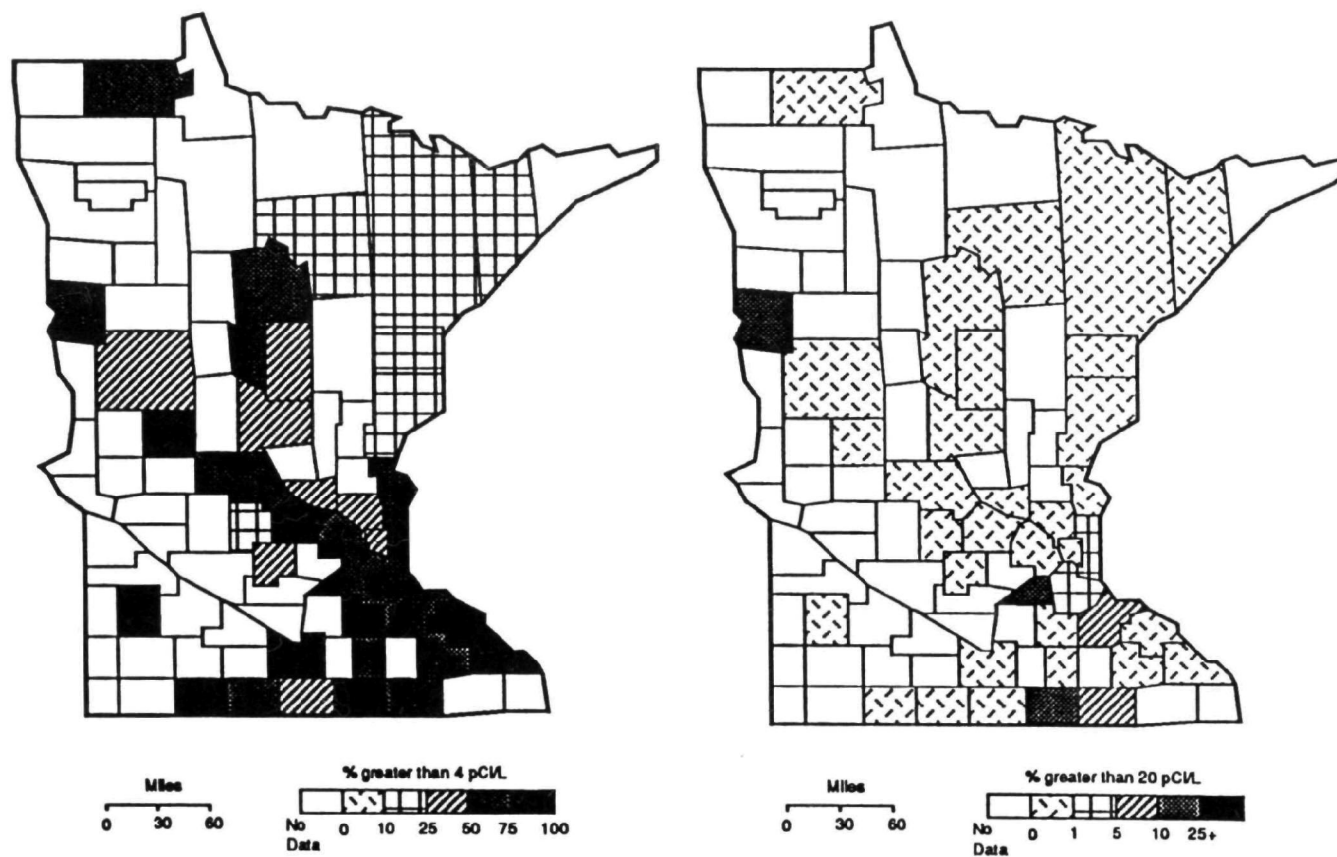 % greater than 4 pCi/L
Miles
0 30 60
No Data 0 10 25 50 75 100
% greater than 20 pCi/L
Miles
0 30 60
No Data 0 1 5 10 25+